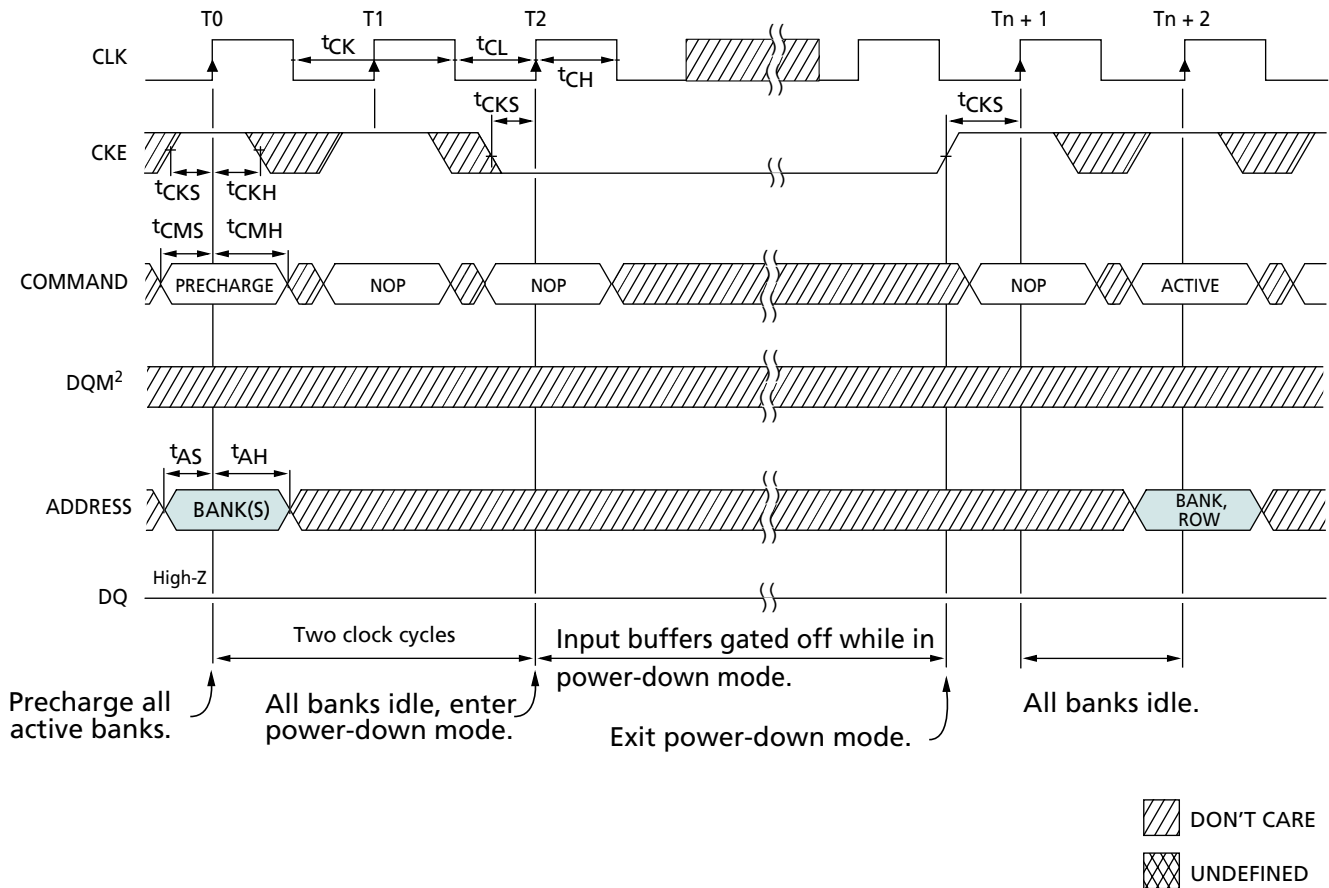 T0 T1 T2 Tn + 1 Tn + 2
CLK
tCK tCL
tCH
tCKS tCKS
CKE
tCKS tCKH
tCMS tCMH
COMMAND PRECHARGE NOP NOP NOP ACTIVE
DQM2
tAS tAH
ADDRESS BANK(S) BANK,
ROW
High-Z
DQ
Two clock cycles
Input buffers gated off while in
power-down mode.
Precharge all
active banks.
All banks idle, enter
power-down mode.
Exit power-down mode.
All banks idle.
DON'T CARE
UNDEFINED